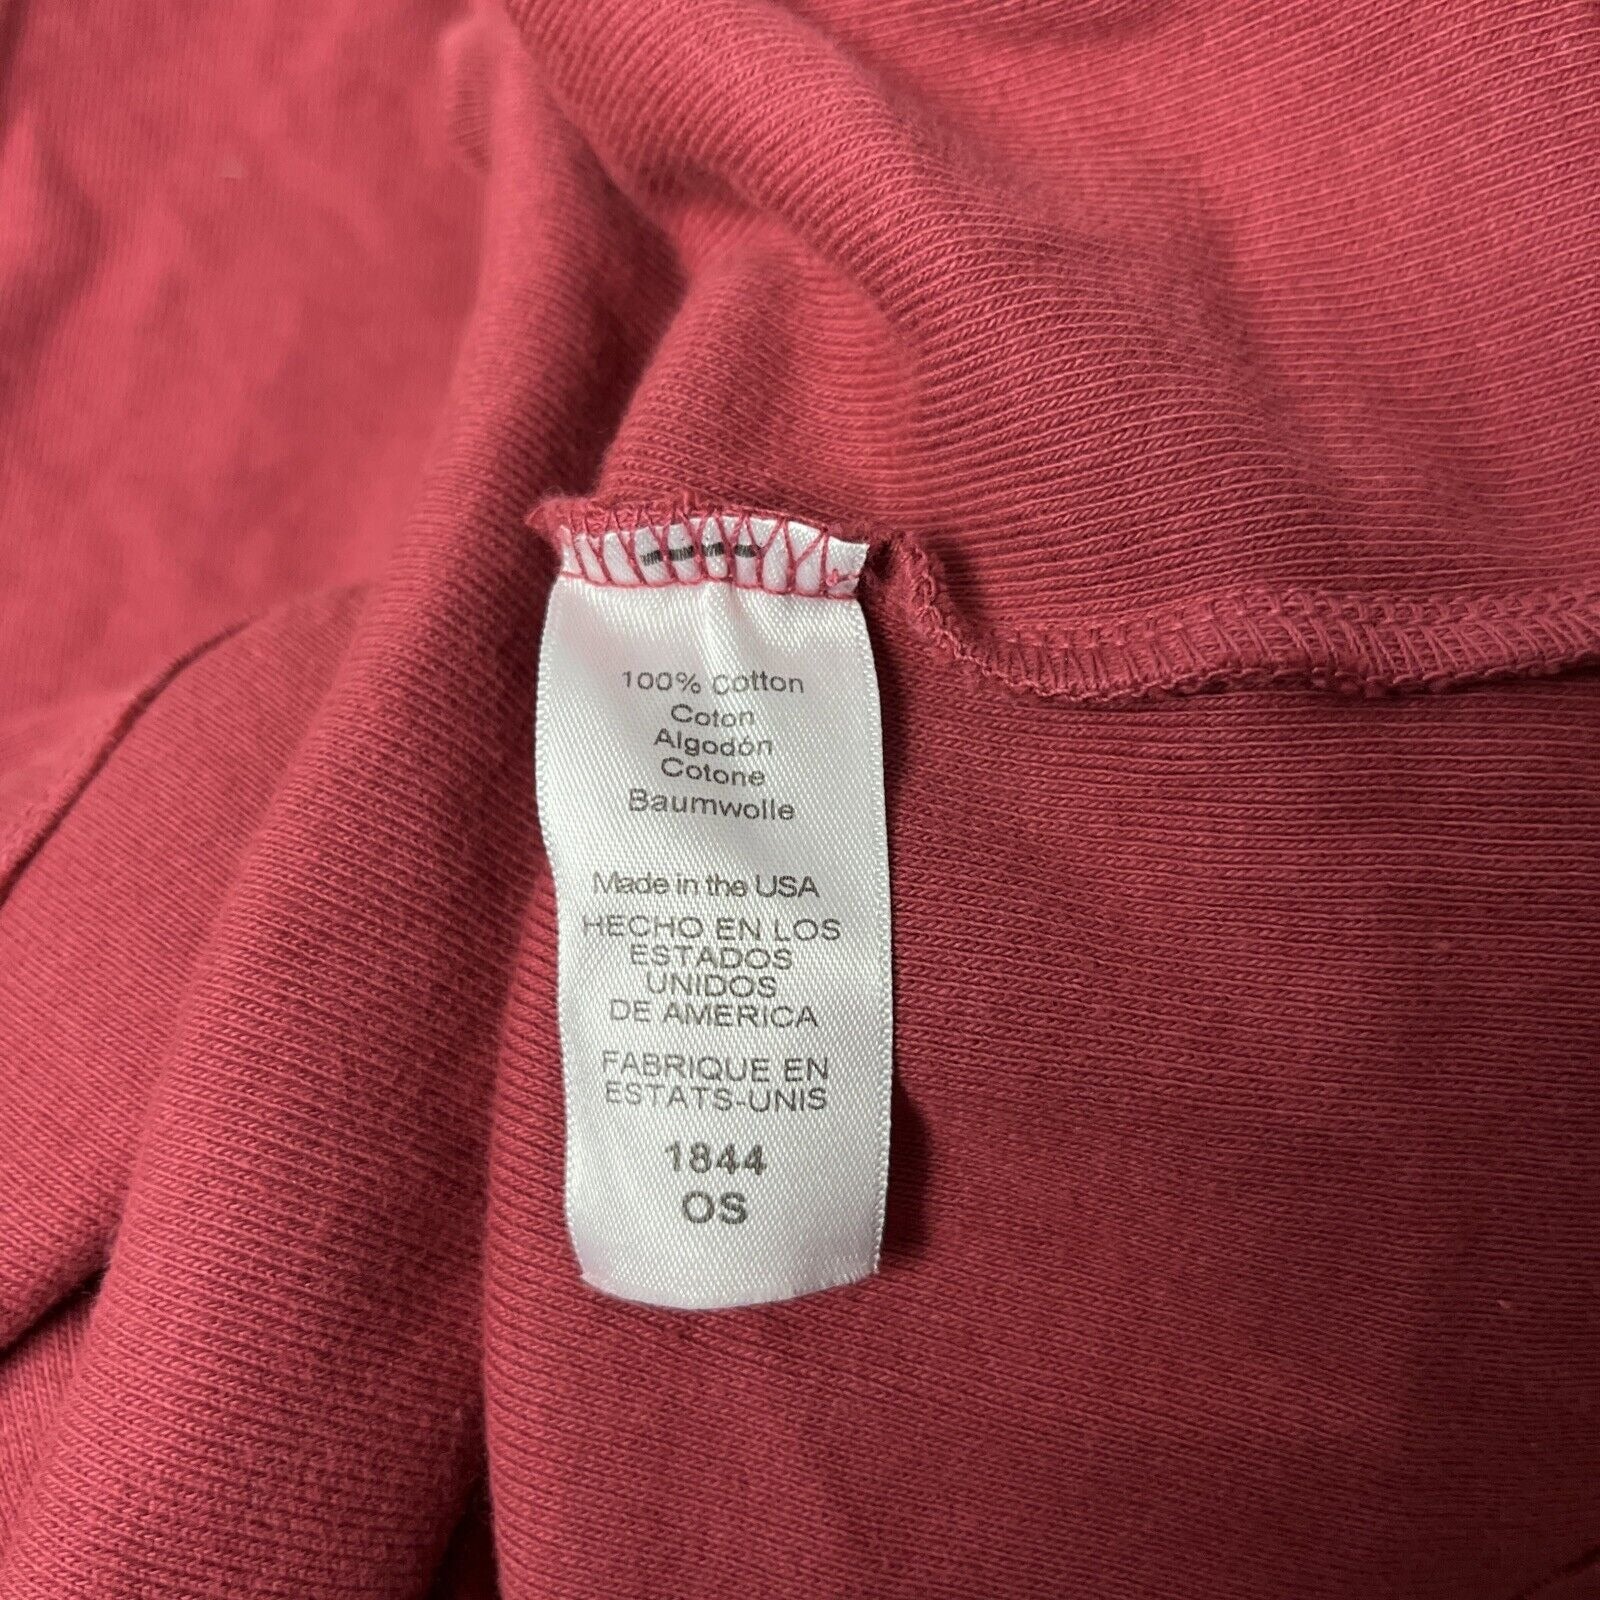 100% Cotton
Coton
Algodón
Cotone
Baumwolle
Made in the USA
HECHO EN LOS
ESTADOS
UNIDOS
DE AMERICA
FABRIQUE EN
ESTATS-UNIS
1844
OS